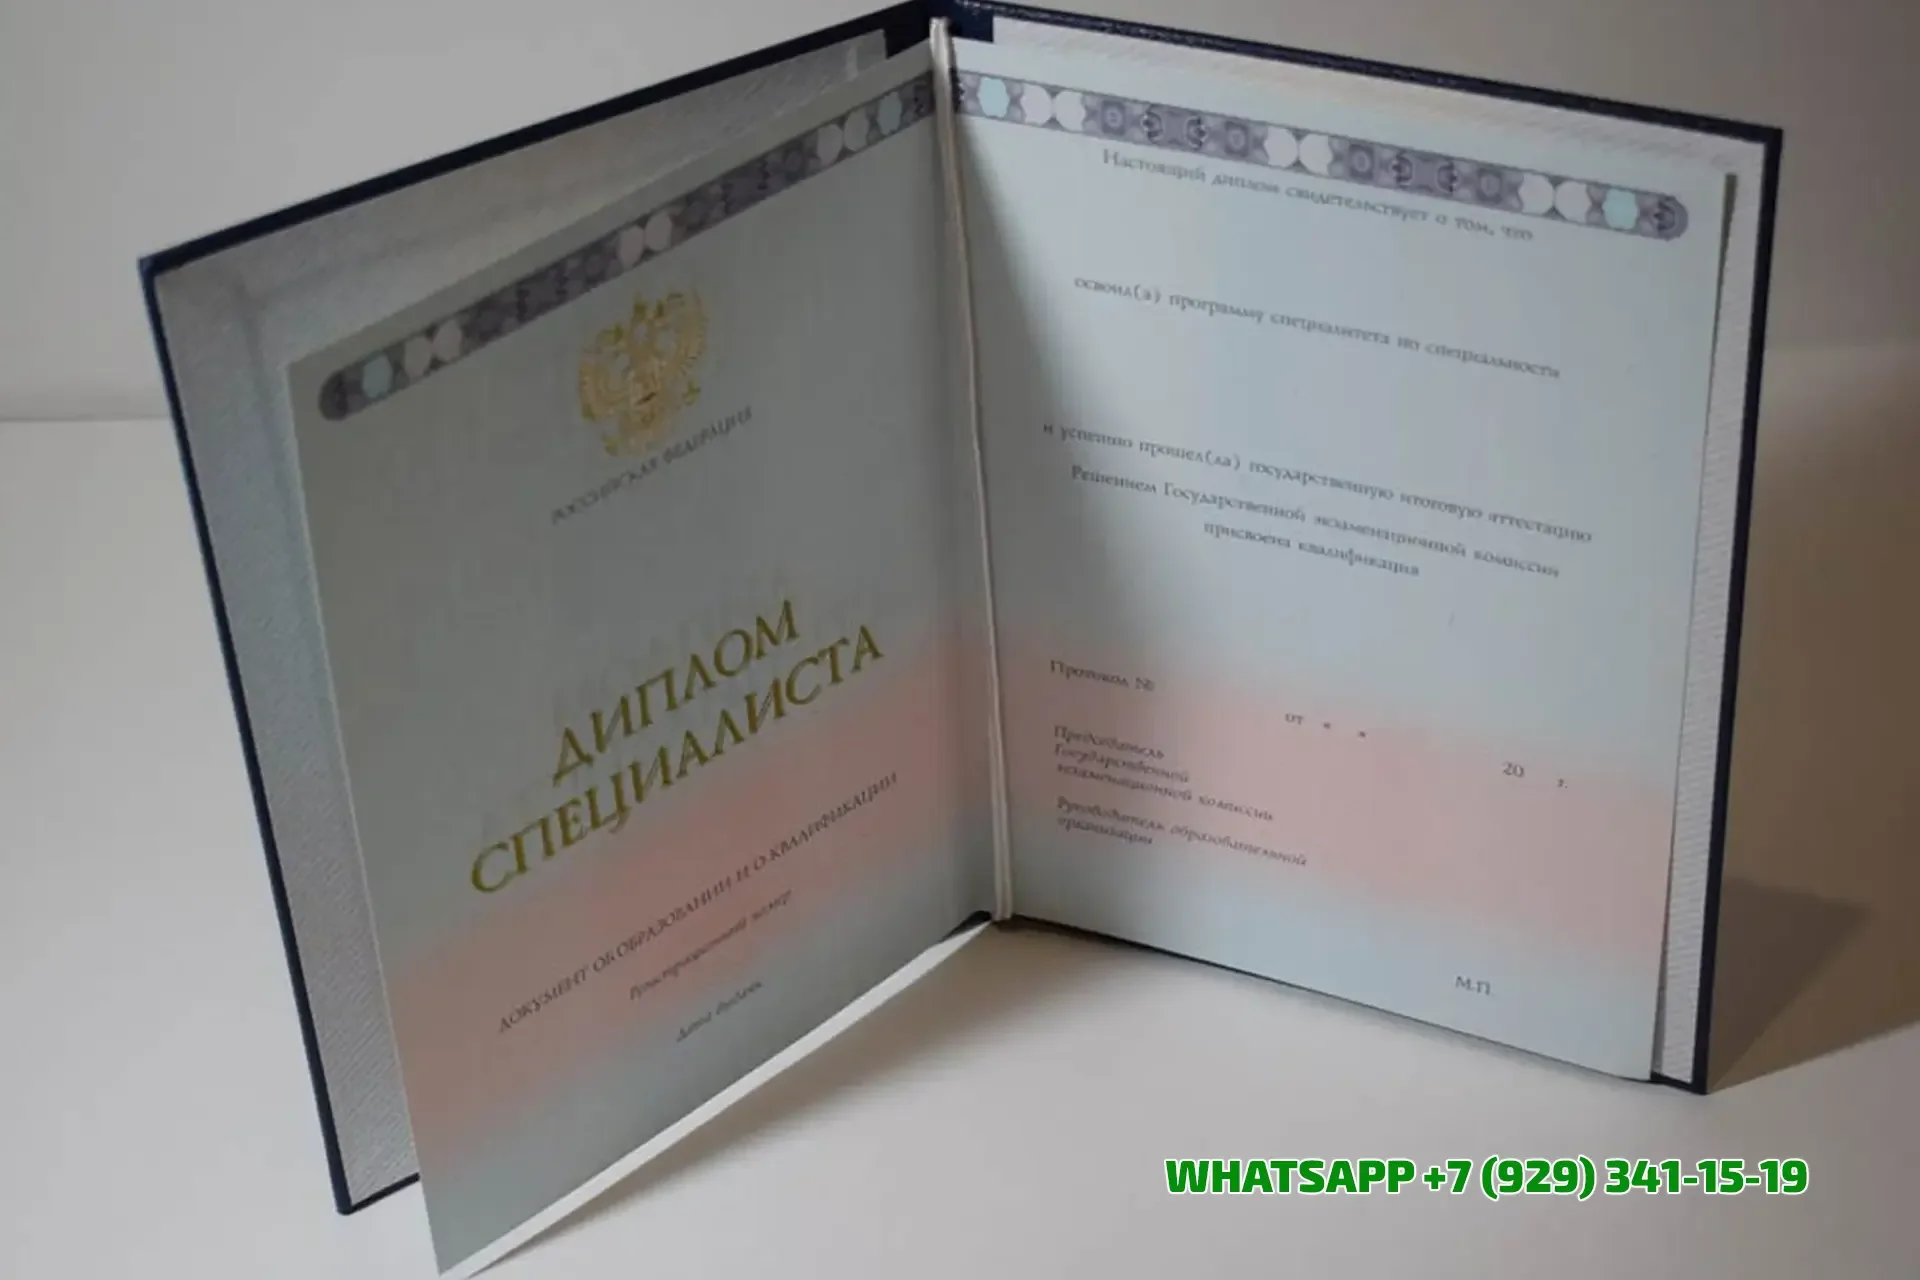 РОССИЙСКАЯ ФЕДЕРАЦИЯ
ДИПЛОМ
СПЕЦИАЛИСТА
ДОКУМЕНТ ОБ ОБРАЗОВАНИИ И О КВАЛИФИКАЦИИ
Регистрационный номер
Дата выдачи
Настоящий диплом свидетельствует о том, что
освоил(а) программу специалитета по специальности
и успешно прошел(ла) государственную итоговую аттестацию
Решением Государственной экзаменационной комиссии
присвоена квалификация
Протокол №
от « »
20 г.
Председатель
Государственной
экзаменационной комиссии
Руководитель образовательной
организации
М.П.
WHATSAPP +7 (929) 341-15-19